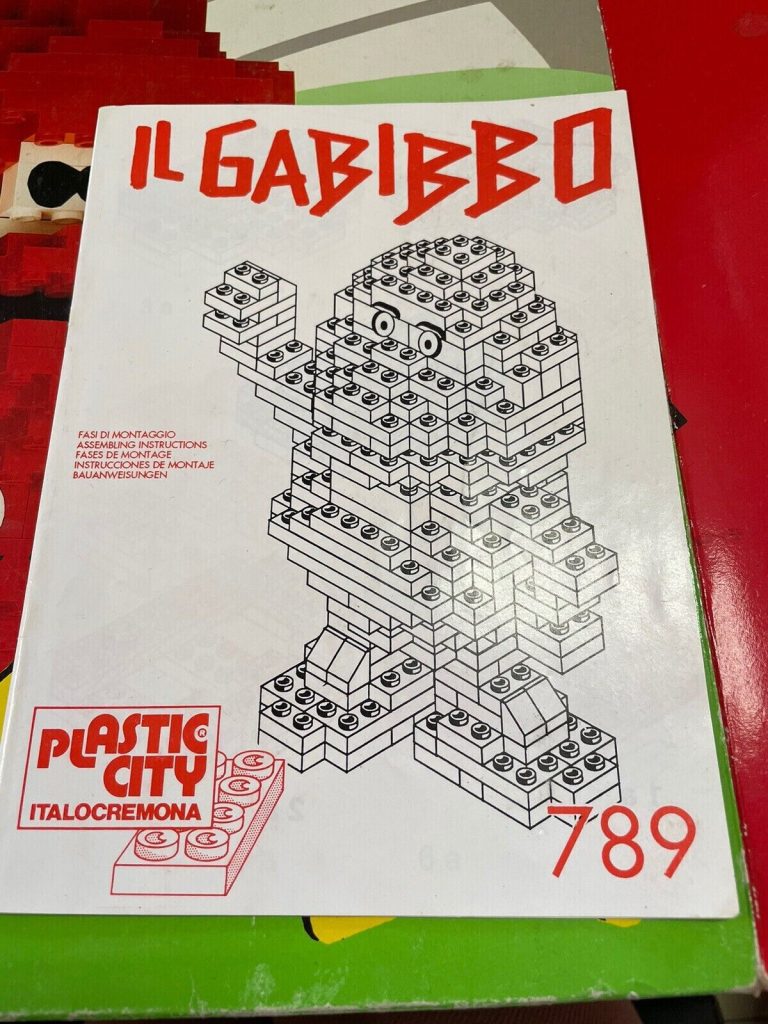 IL GABIBBO
FASI DI MONTAGGIO
ASSEMBLING INSTRUCTIONS
FASES DE MONTAGE
INSTRUCCIONES DE MONTAJE
BAUANWEISUNGEN
PLASTIC®
CITY
ITALOCREMONA
789